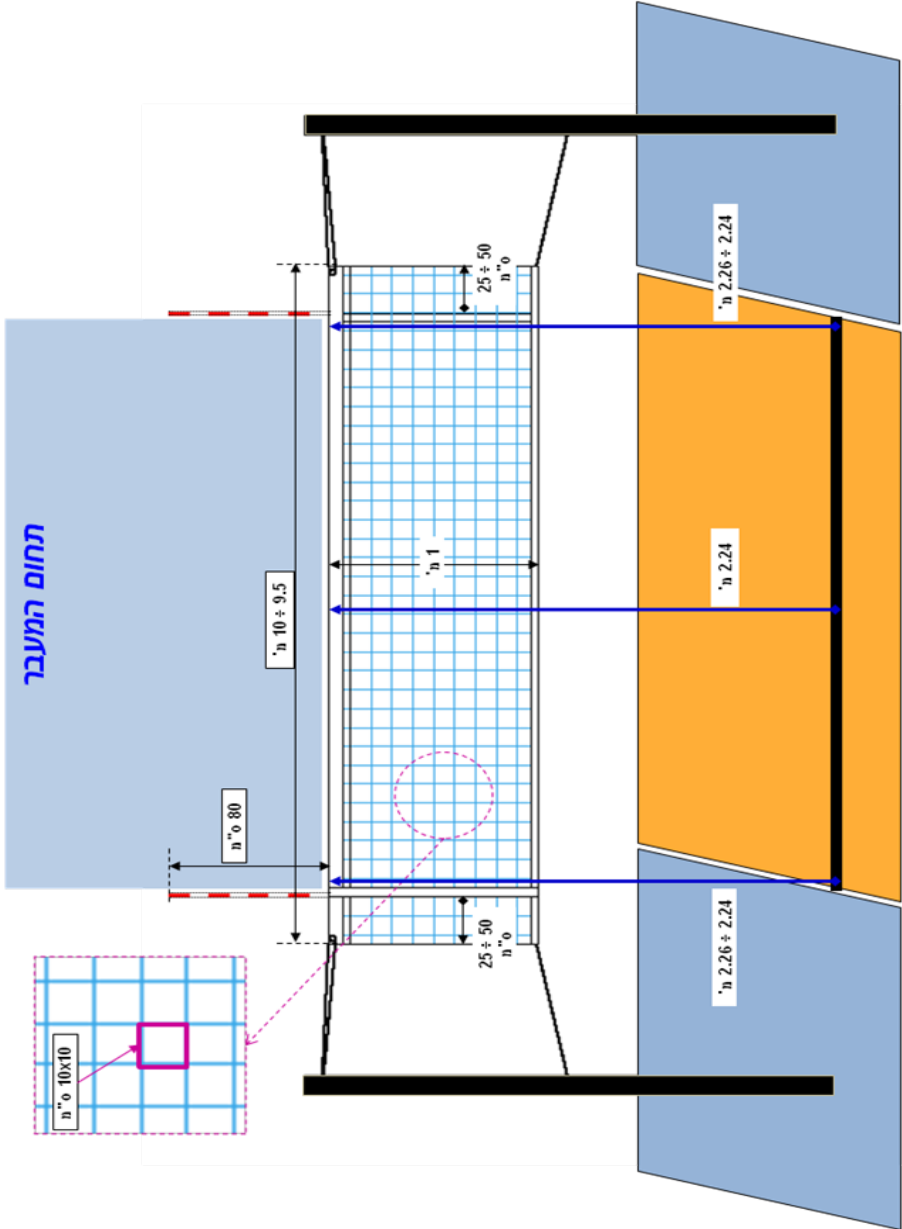 תחום המעבר
10x10 ס"מ
80 ס"מ
9.5 ÷ 10 מ'
1 מ'
25 ÷ 50
ס"מ
25 ÷ 50
ס"מ
2.24 ÷ 2.26 מ'
2.24 מ'
2.24 ÷ 2.26 מ'